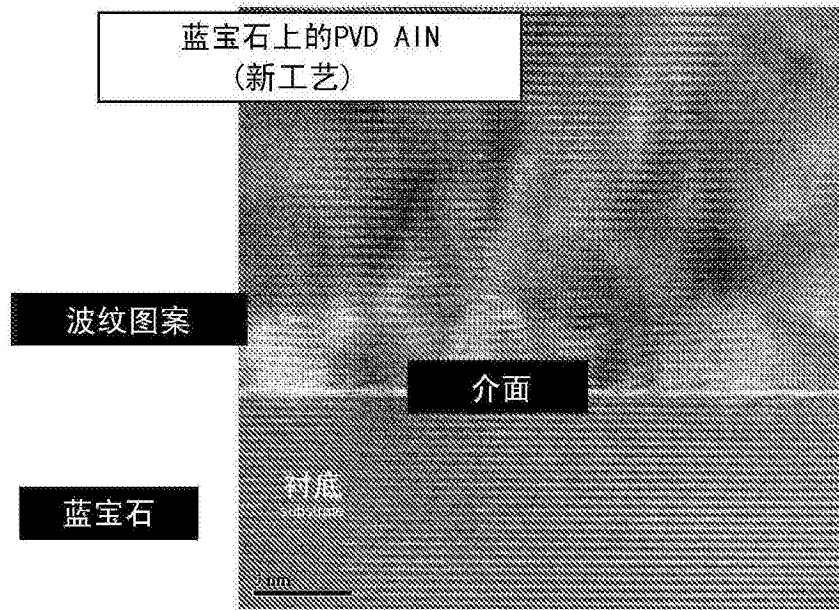 蓝宝石上的PVD AlN
(新工艺)
波纹图案
介面
蓝宝石
衬底
substrate